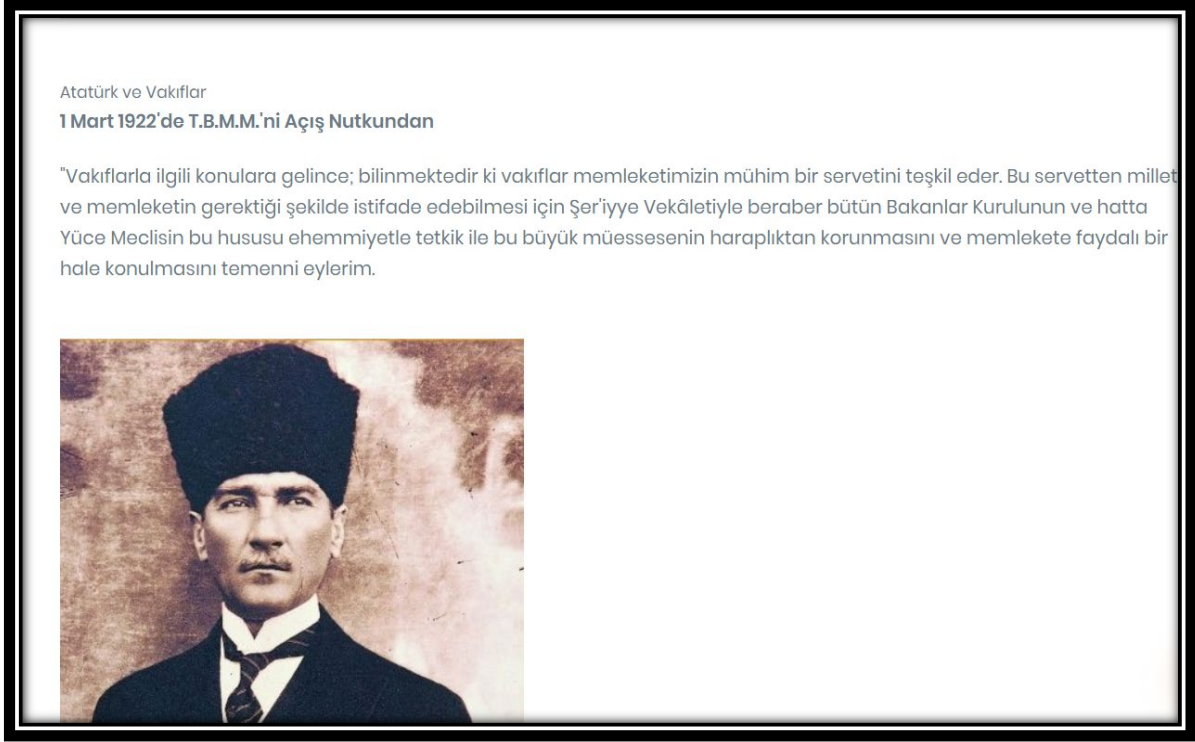 Atatürk ve Vakıflar
1 Mart 1922'de T.B.M.M.'ni Açış Nutkundan
"Vakıflarla ilgili konulara gelince; bilinmektedir ki vakıflar memleketimizin mühim bir servetini teşkil eder. Bu servetten millet
ve memleketin gerektiği şekilde istifade edebilmesi için Şer'iyye Vekâletiyle beraber bütün Bakanlar Kurulunun ve hatta
Yüce Meclisin bu hususu ehemmiyetle tetkik ile bu büyük müessesenin haraplıktan korunmasını ve memlekete faydalı bir
hale konulmasını temenni eylerim.